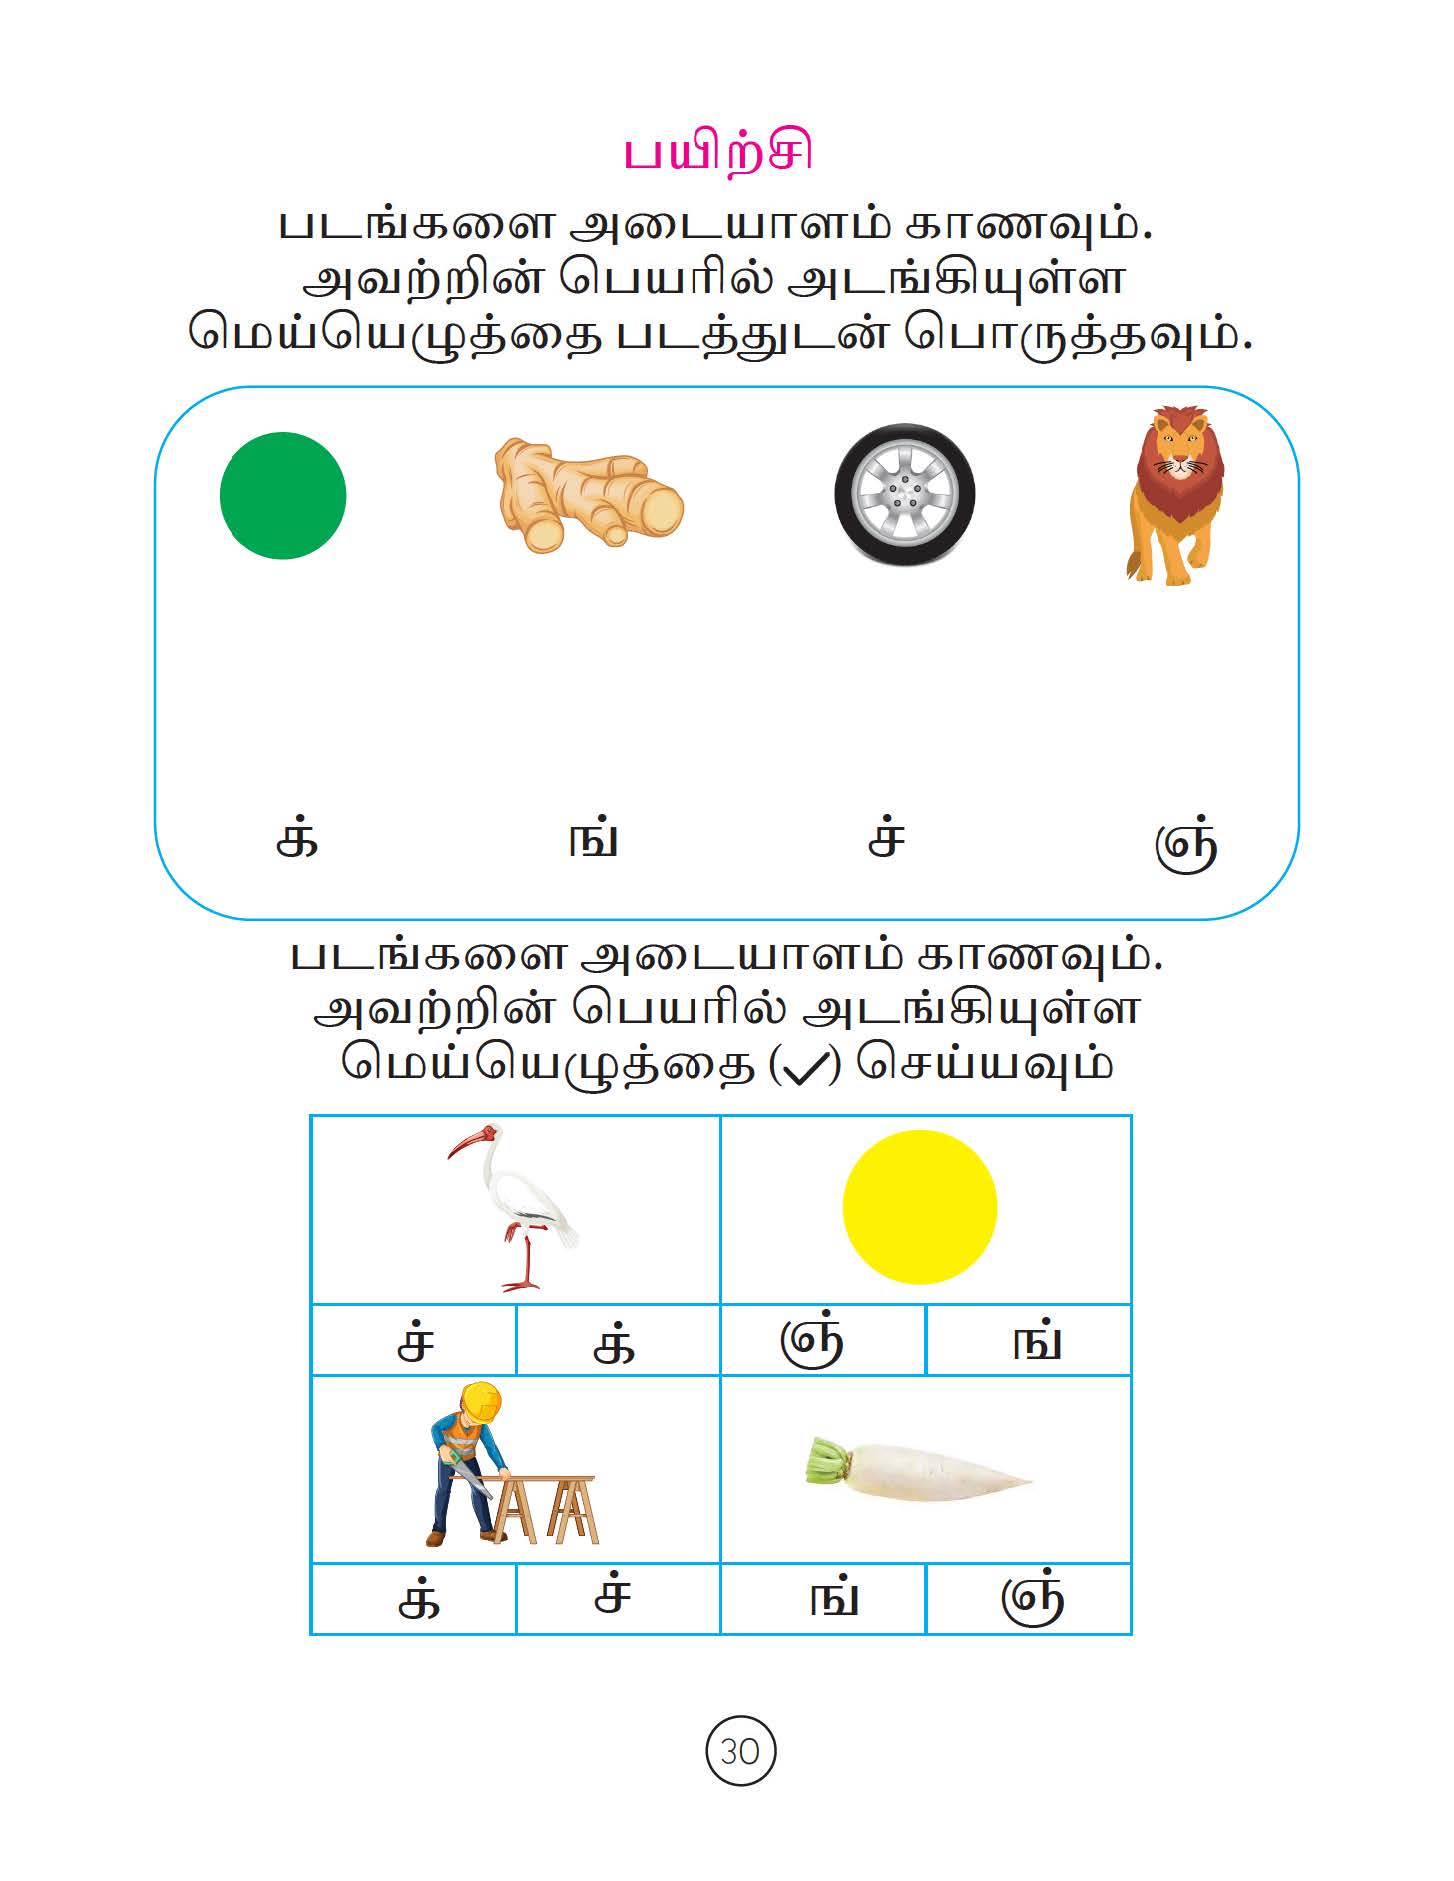 பயிற்சி
படங்களை அடையாளம் காணவும்.
அவற்றின் பெயரில் அடங்கியுள்ள
மெய்யெழுத்தை படத்துடன் பொருத்தவும்.
க் ங் ச் ஞ்
படங்களை அடையாளம் காணவும்.
அவற்றின் பெயரில் அடங்கியுள்ள
மெய்யெழுத்தை (✓) செய்யவும்
ச் க் ஞ் ங்
க் ச் ங் ஞ்
30